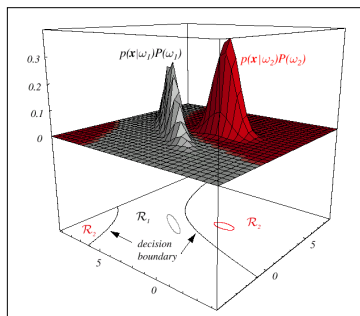 0.3
p(x|ω₁)P(ω₁)
p(x|ω₂)P(ω₂)
0.2
0.1
0
R₂
R₁
R₂
decision
boundary
5
5
0
0